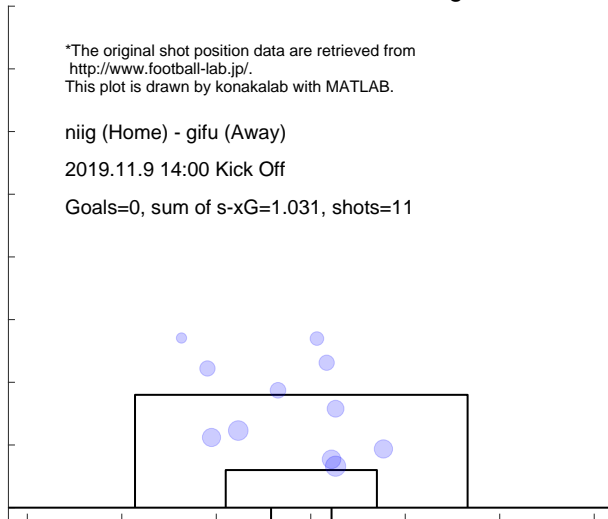 *The original shot position data are retrieved from
http://www.football-lab.jp/.
This plot is drawn by konakalab with MATLAB.
niig (Home) - gifu (Away)
2019.11.9 14:00 Kick Off
Goals=0, sum of s-xG=1.031, shots=11